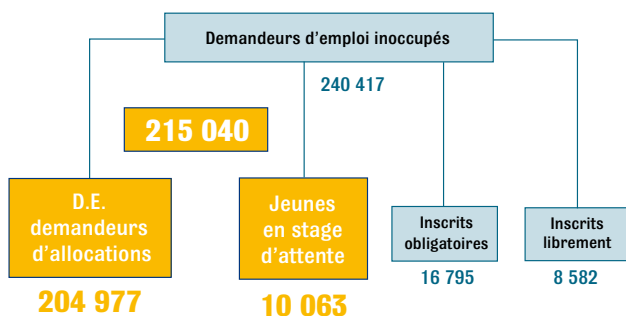 Demandeurs d'emploi inoccupés
240 417
215 040
D.E.
demandeurs
d'allocations
204 977
Jeunes
en stage
d'attente
10 063
Inscrits
obligatoires
16 795
Inscrits
librement
8 582